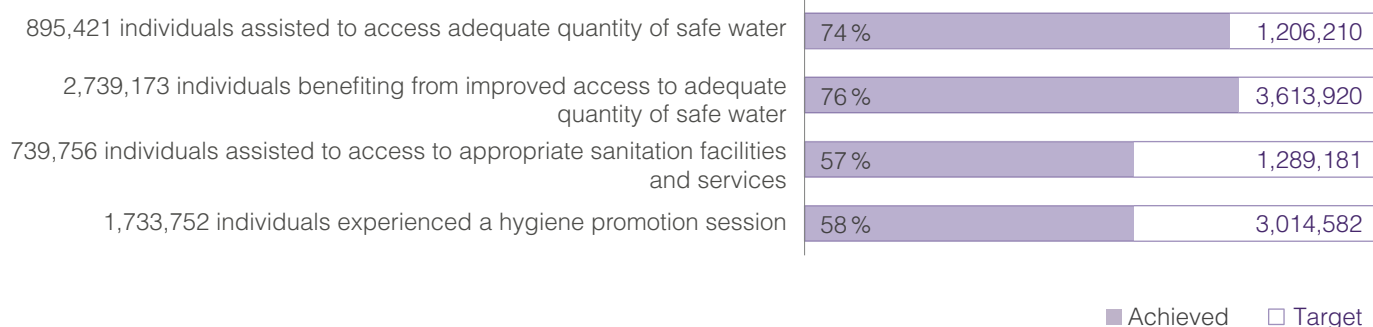 895,421 individuals assisted to access adequate quantity of safe water 74% 1,206,210
2,739,173 individuals benefiting from improved access to adequate
quantity of safe water 76% 3,613,920
739,756 individuals assisted to access to appropriate sanitation facilities
and services 57% 1,289,181
1,733,752 individuals experienced a hygiene promotion session 58% 3,014,582
Achieved Target